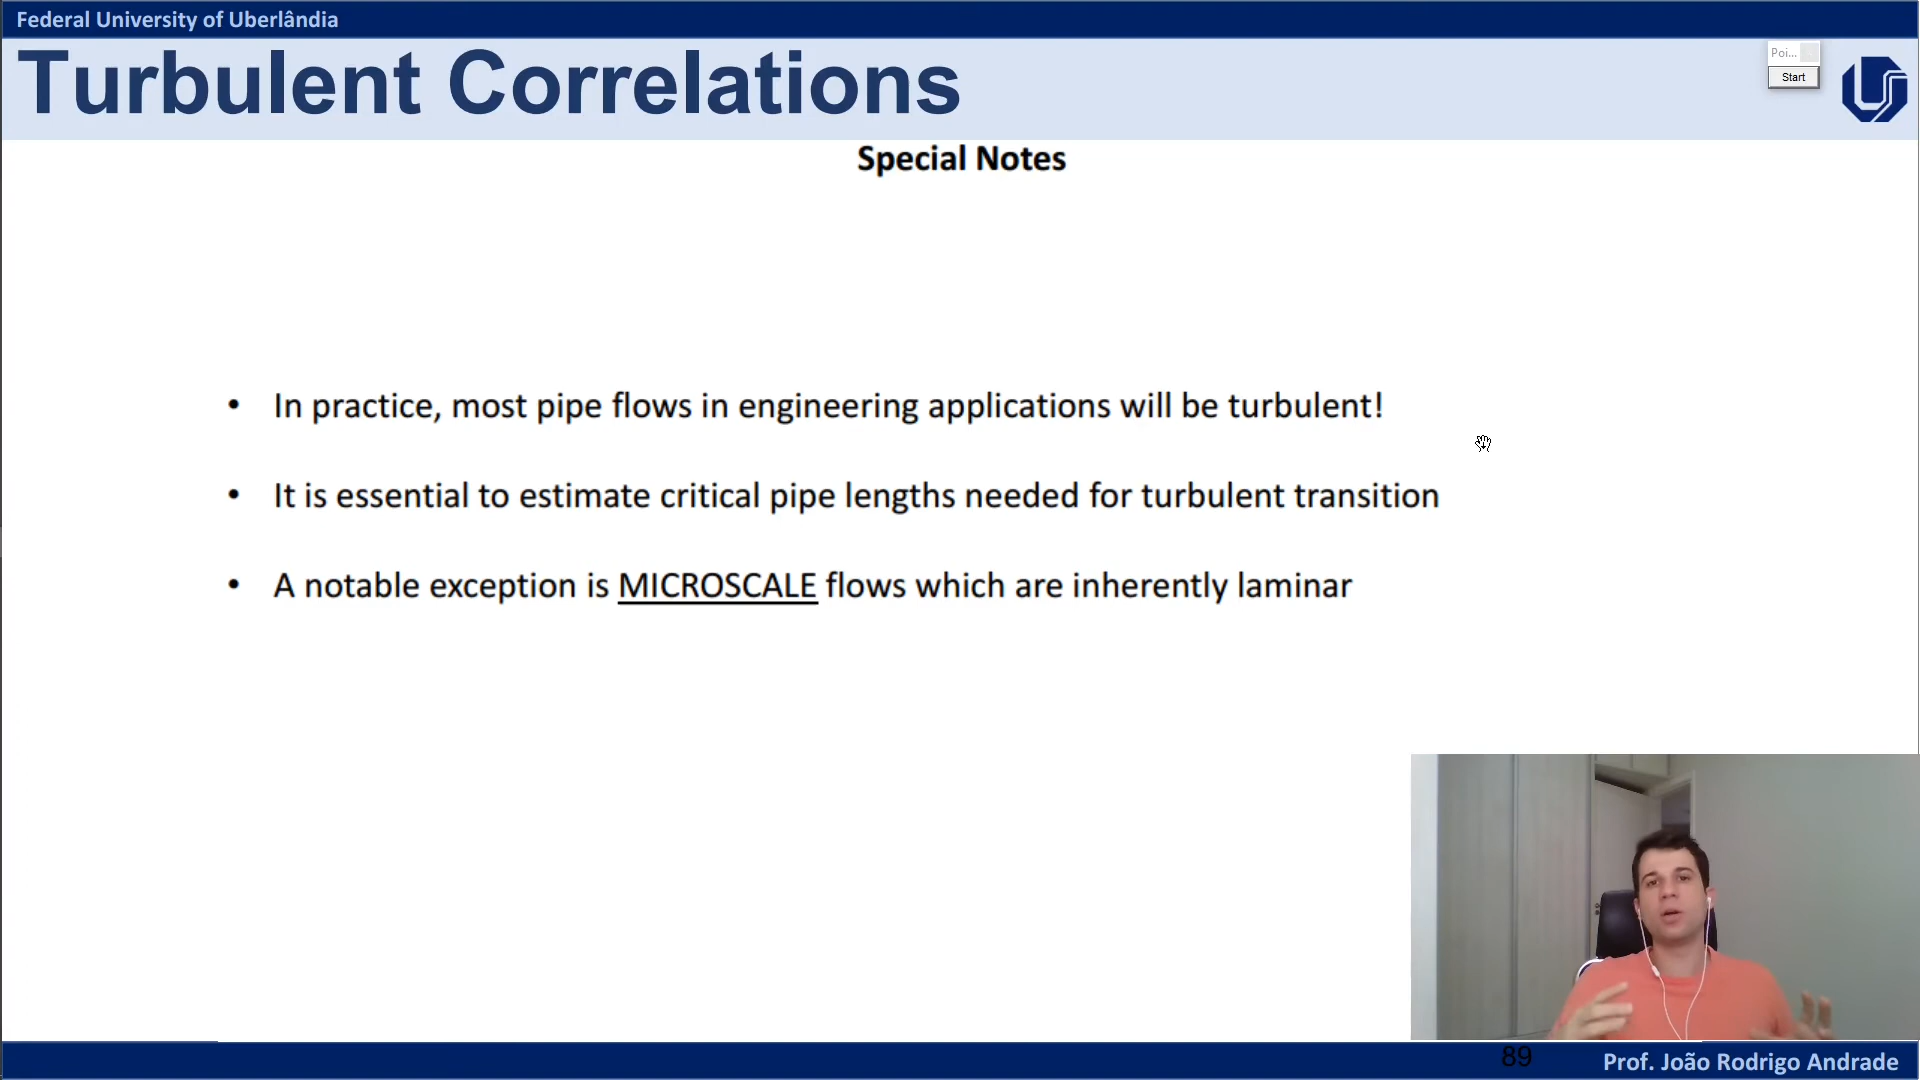 Federal University of Uberlândia
Turbulent Correlations
Poi...
Start
Special Notes
• In practice, most pipe flows in engineering applications will be turbulent!
• It is essential to estimate critical pipe lengths needed for turbulent transition
• A notable exception is MICROSCALE flows which are inherently laminar
89
Prof. João Rodrigo Andrade